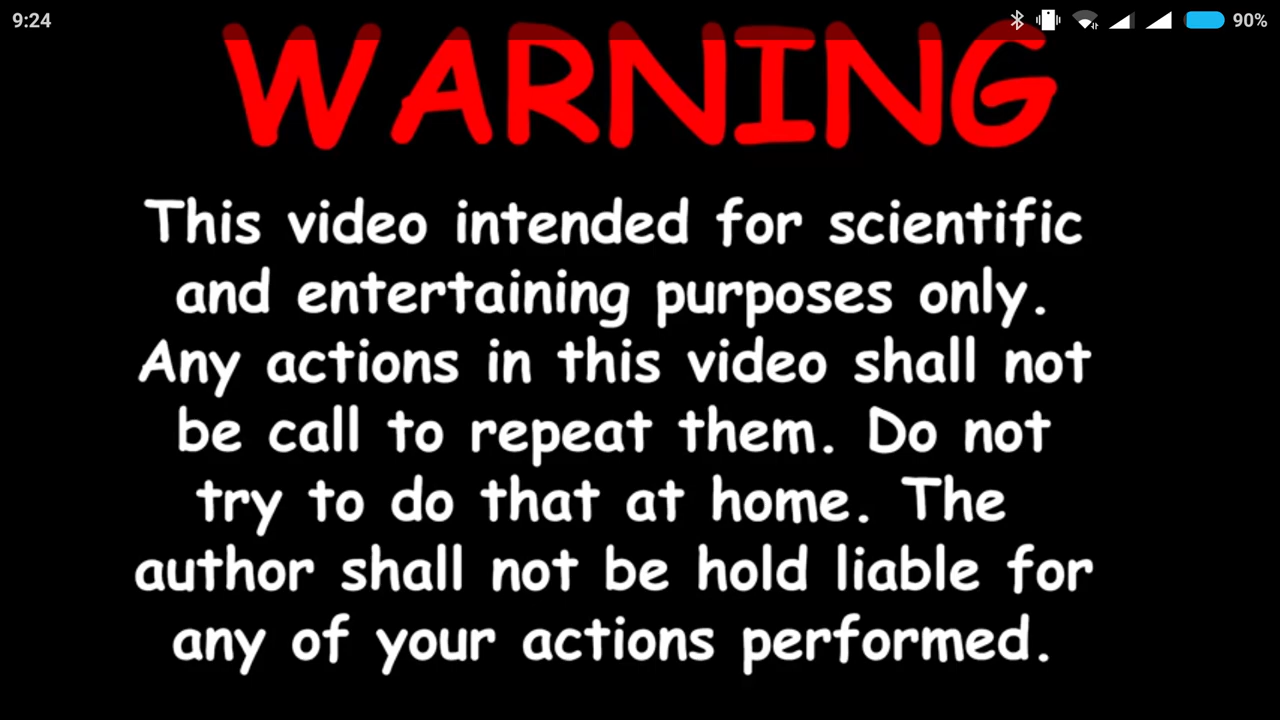 9:24
90%
WARNING
This video intended for scientific
and entertaining purposes only.
Any actions in this video shall not
be call to repeat them. Do not
try to do that at home. The
author shall not be hold liable for
any of your actions performed.